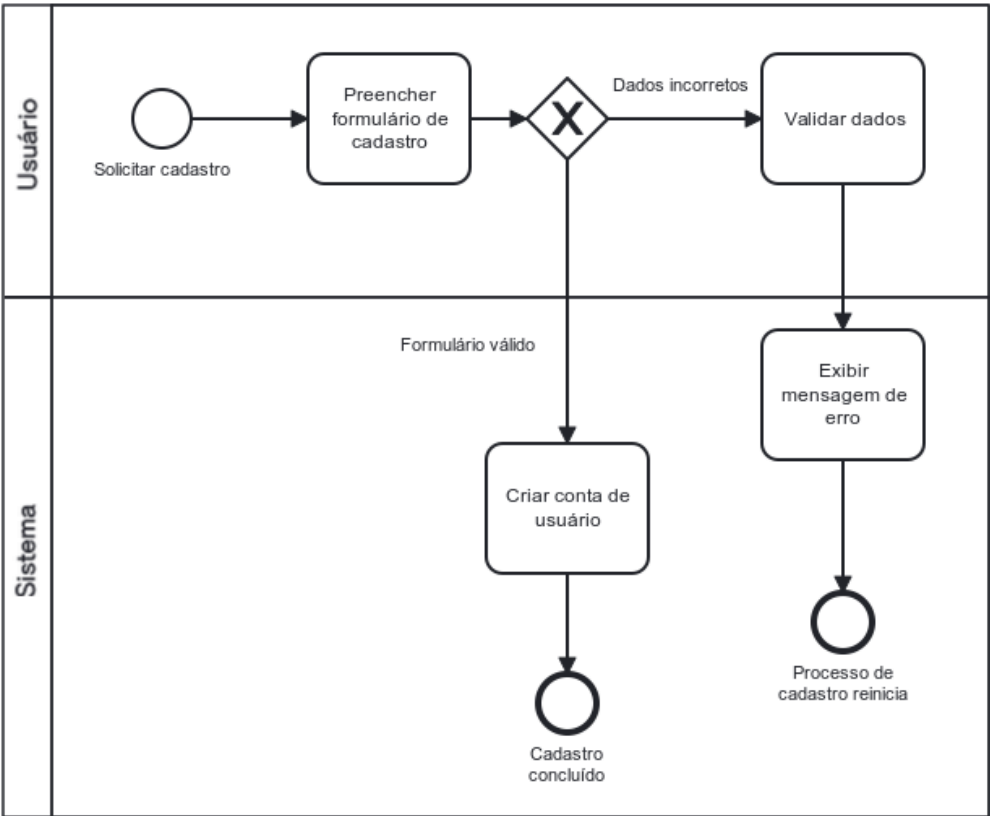 Usuário
Solicitar cadastro
Preencher
formulário de
cadastro
X
Dados incorretos
Validar dados
Sistema
Formulário válido
Criar conta de
usuário
Cadastro
concluído
Exibir
mensagem de
erro
Processo de
cadastro reinicia